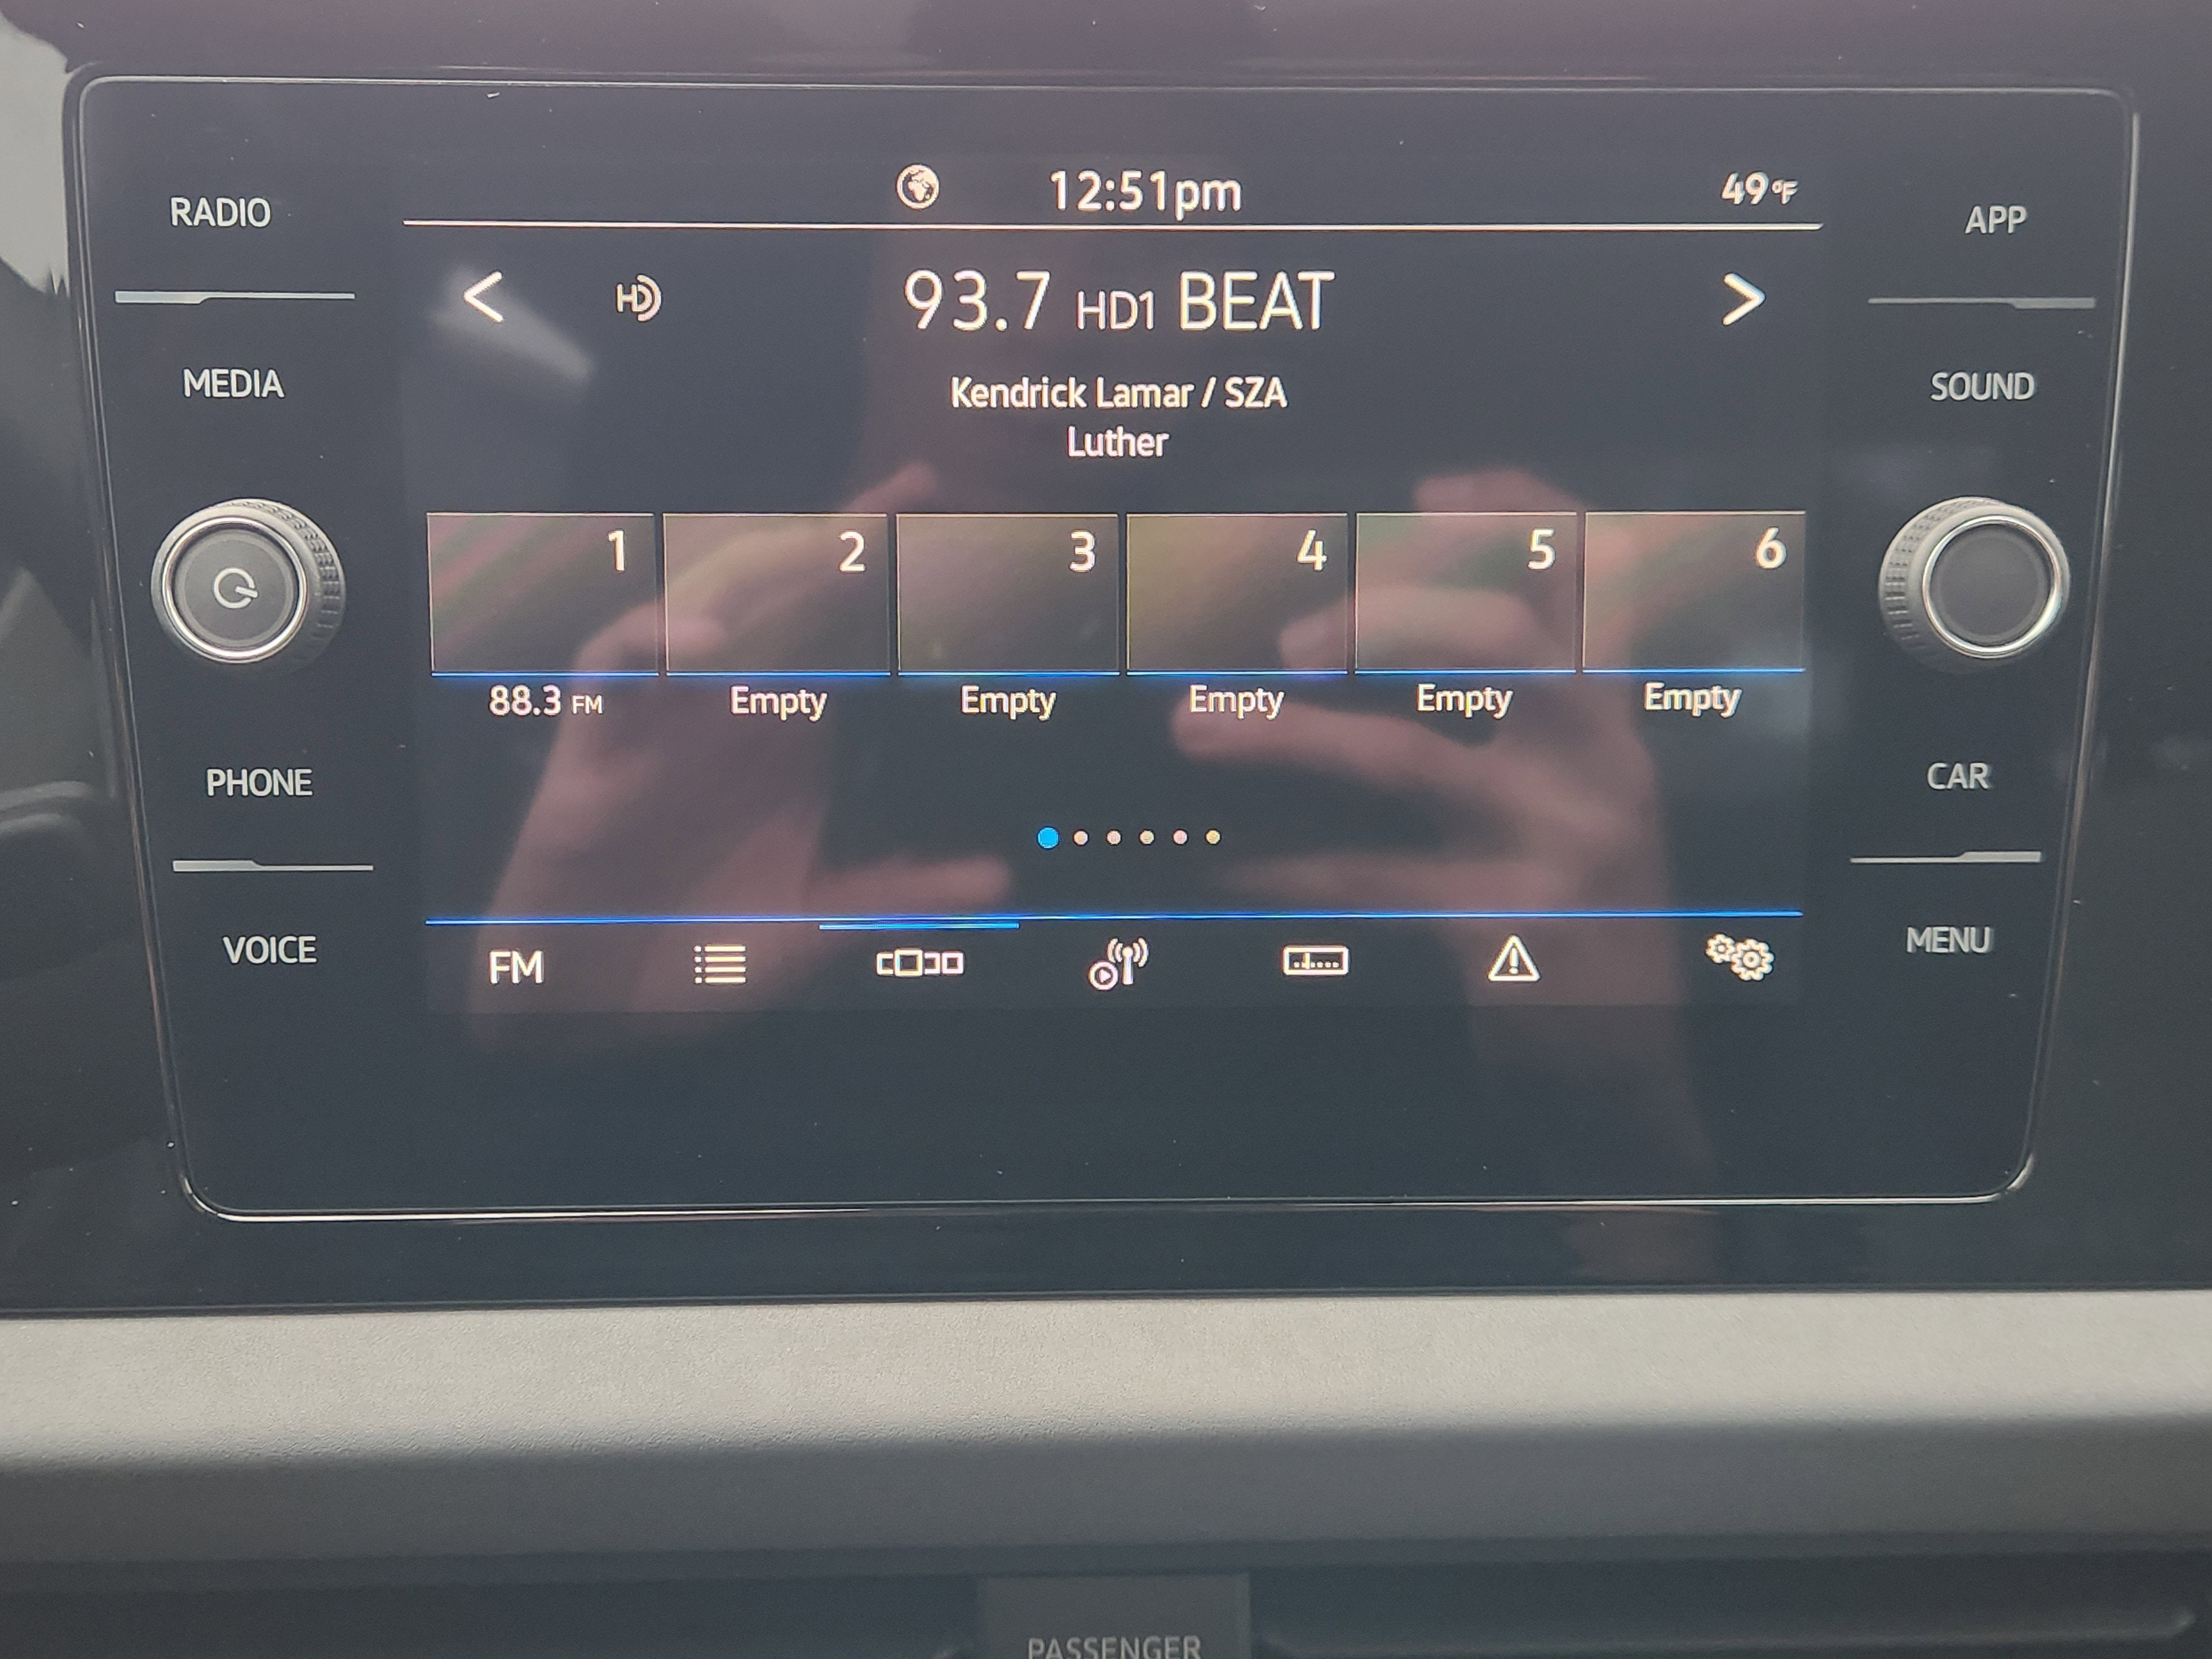 RADIO
MEDIA
PHONE
VOICE
12:51pm
49°F
< HD 93.7 HD1 BEAT >
Kendrick Lamar / SZA
Luther
1 2 3 4 5 6
88.3 FM Empty Empty Empty Empty Empty
FM
APP
SOUND
CAR
MENU
PASSENGER